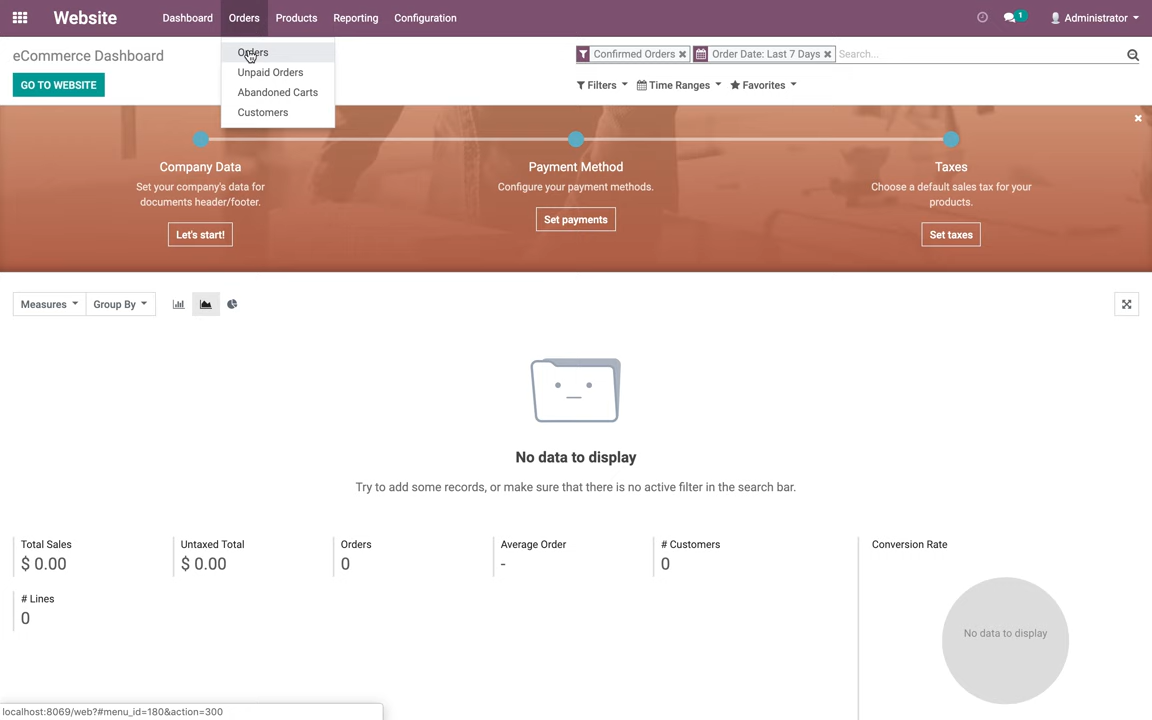 Website
Dashboard
Orders
Products
Reporting
Configuration
1
Administrator
eCommerce Dashboard
GO TO WEBSITE
Orders
Unpaid Orders
Abandoned Carts
Customers
Confirmed Orders
Order Date: Last 7 Days
Search...
Filters
Time Ranges
Favorites
Company Data
Set your company's data for
documents header/footer.
Let's start!
Payment Method
Configure your payment methods.
Set payments
Taxes
Choose a default sales tax for your
products.
Set taxes
Measures
Group By
No data to display
Try to add some records, or make sure that there is no active filter in the search bar.
Total Sales
$ 0.00
Untaxed Total
$ 0.00
Orders
0
Average Order
-
# Customers
0
# Lines
0
Conversion Rate
No data to display
localhost:8069/web?#menu_id=180&action=300